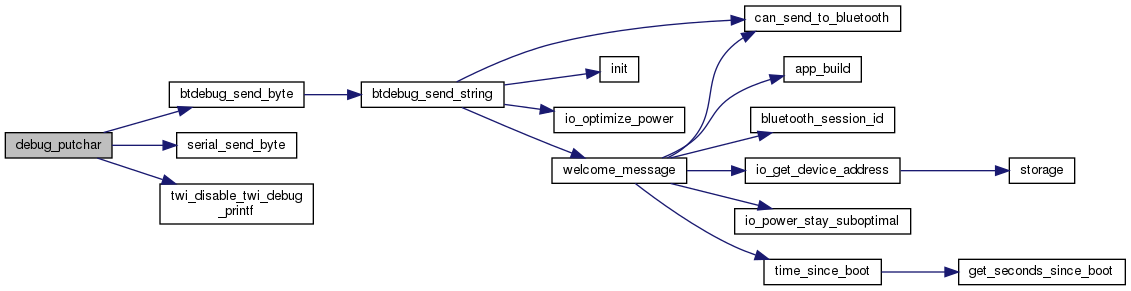 can_send_to_bluetooth
init
app_build
btdebug_send_byte
btdebug_send_string
io_optimize_power
bluetooth_session_id
debug_putchar
serial_send_byte
welcome_message
io_get_device_address
storage
twi_disable_twi_debug
_printf
io_power_stay_suboptimal
time_since_boot
get_seconds_since_boot